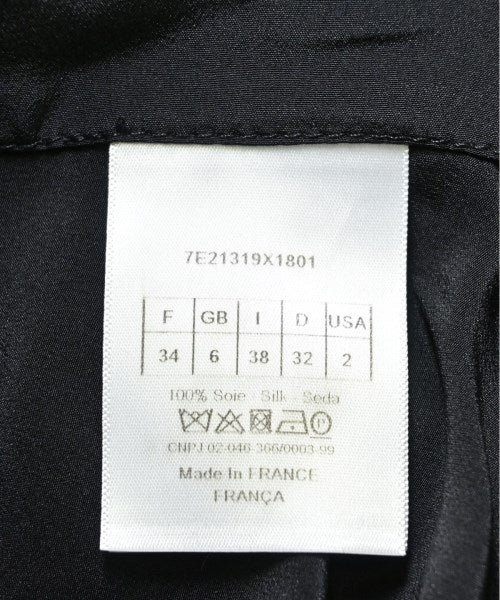 7E21319X1801
F GB I D USA
34 6 38 32 2
100% Soie - Silk - Seda
P
CNPJ 02-046-366/0003-99
Made In FRANCE
FRANÇA